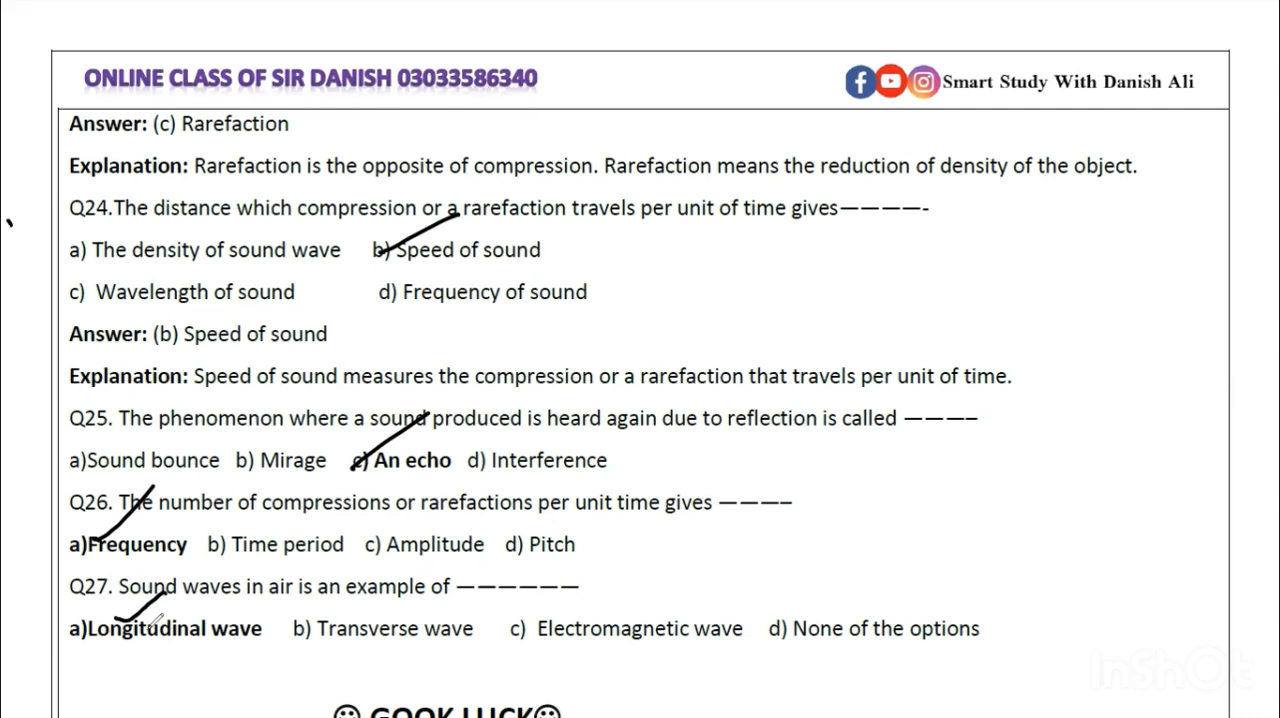 ONLINE CLASS OF SIR DANISH 03033586340
Smart Study With Danish Ali
Answer: (c) Rarefaction
Explanation: Rarefaction is the opposite of compression. Rarefaction means the reduction of density of the object.
Q24.The distance which compression or a rarefaction travels per unit of time gives————-
a) The density of sound wave b) Speed of sound
c) Wavelength of sound d) Frequency of sound
Answer: (b) Speed of sound
Explanation: Speed of sound measures the compression or a rarefaction that travels per unit of time.
Q25. The phenomenon where a sound produced is heard again due to reflection is called ————
a)Sound bounce b) Mirage c) An echo d) Interference
Q26. The number of compressions or rarefactions per unit time gives ————
a)Frequency b) Time period c) Amplitude d) Pitch
Q27. Sound waves in air is an example of ——————
a)Longitudinal wave b) Transverse wave c) Electromagnetic wave d) None of the options
InShOt
☺ GOOK LUCK☺